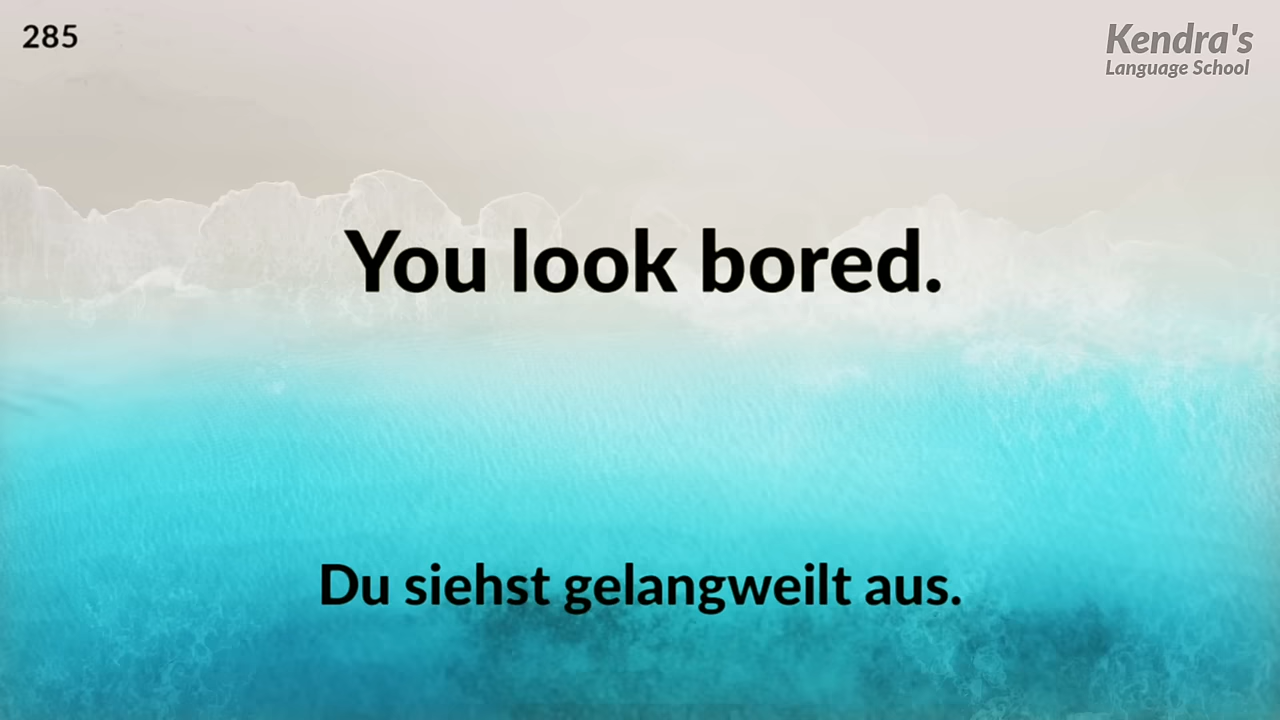 285
Kendra's
Language School
You look bored.
Du siehst gelangweilt aus.